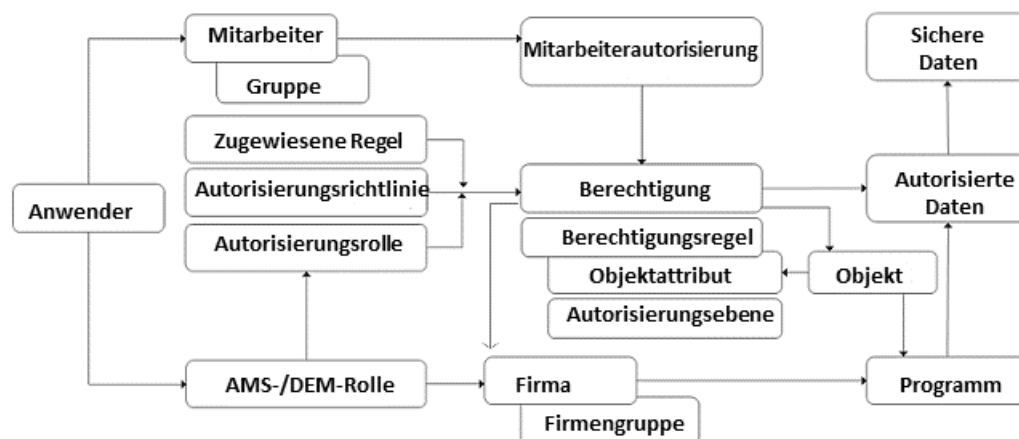 Mitarbeiter
Gruppe
Mitarbeiterautorisierung
Sichere
Daten
Zugewiesene Regel
Autorisierungsrichtlinie
Autorisierungsrolle
Anwender
Berechtigung
Berechtigungsregel
Objektattribut
Autorisierungsebene
Autorisierte
Daten
Objekt
AMS-/DEM-Rolle
Firma
Firmengruppe
Programm